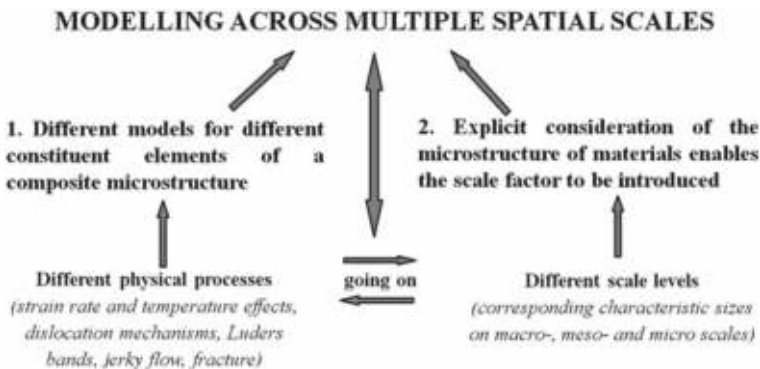 MODELLING ACROSS MULTIPLE SPATIAL SCALES
1. Different models for different
constituent elements of a
composite microstructure
2. Explicit consideration of the
microstructure of materials enables
the scale factor to be introduced
Different physical processes
(strain rate and temperature effects,
dislocation mechanisms, Luders
bands, jerky flow, fracture)
going on
Different scale levels
(corresponding characteristic sizes
on macro-, meso- and micro scales)